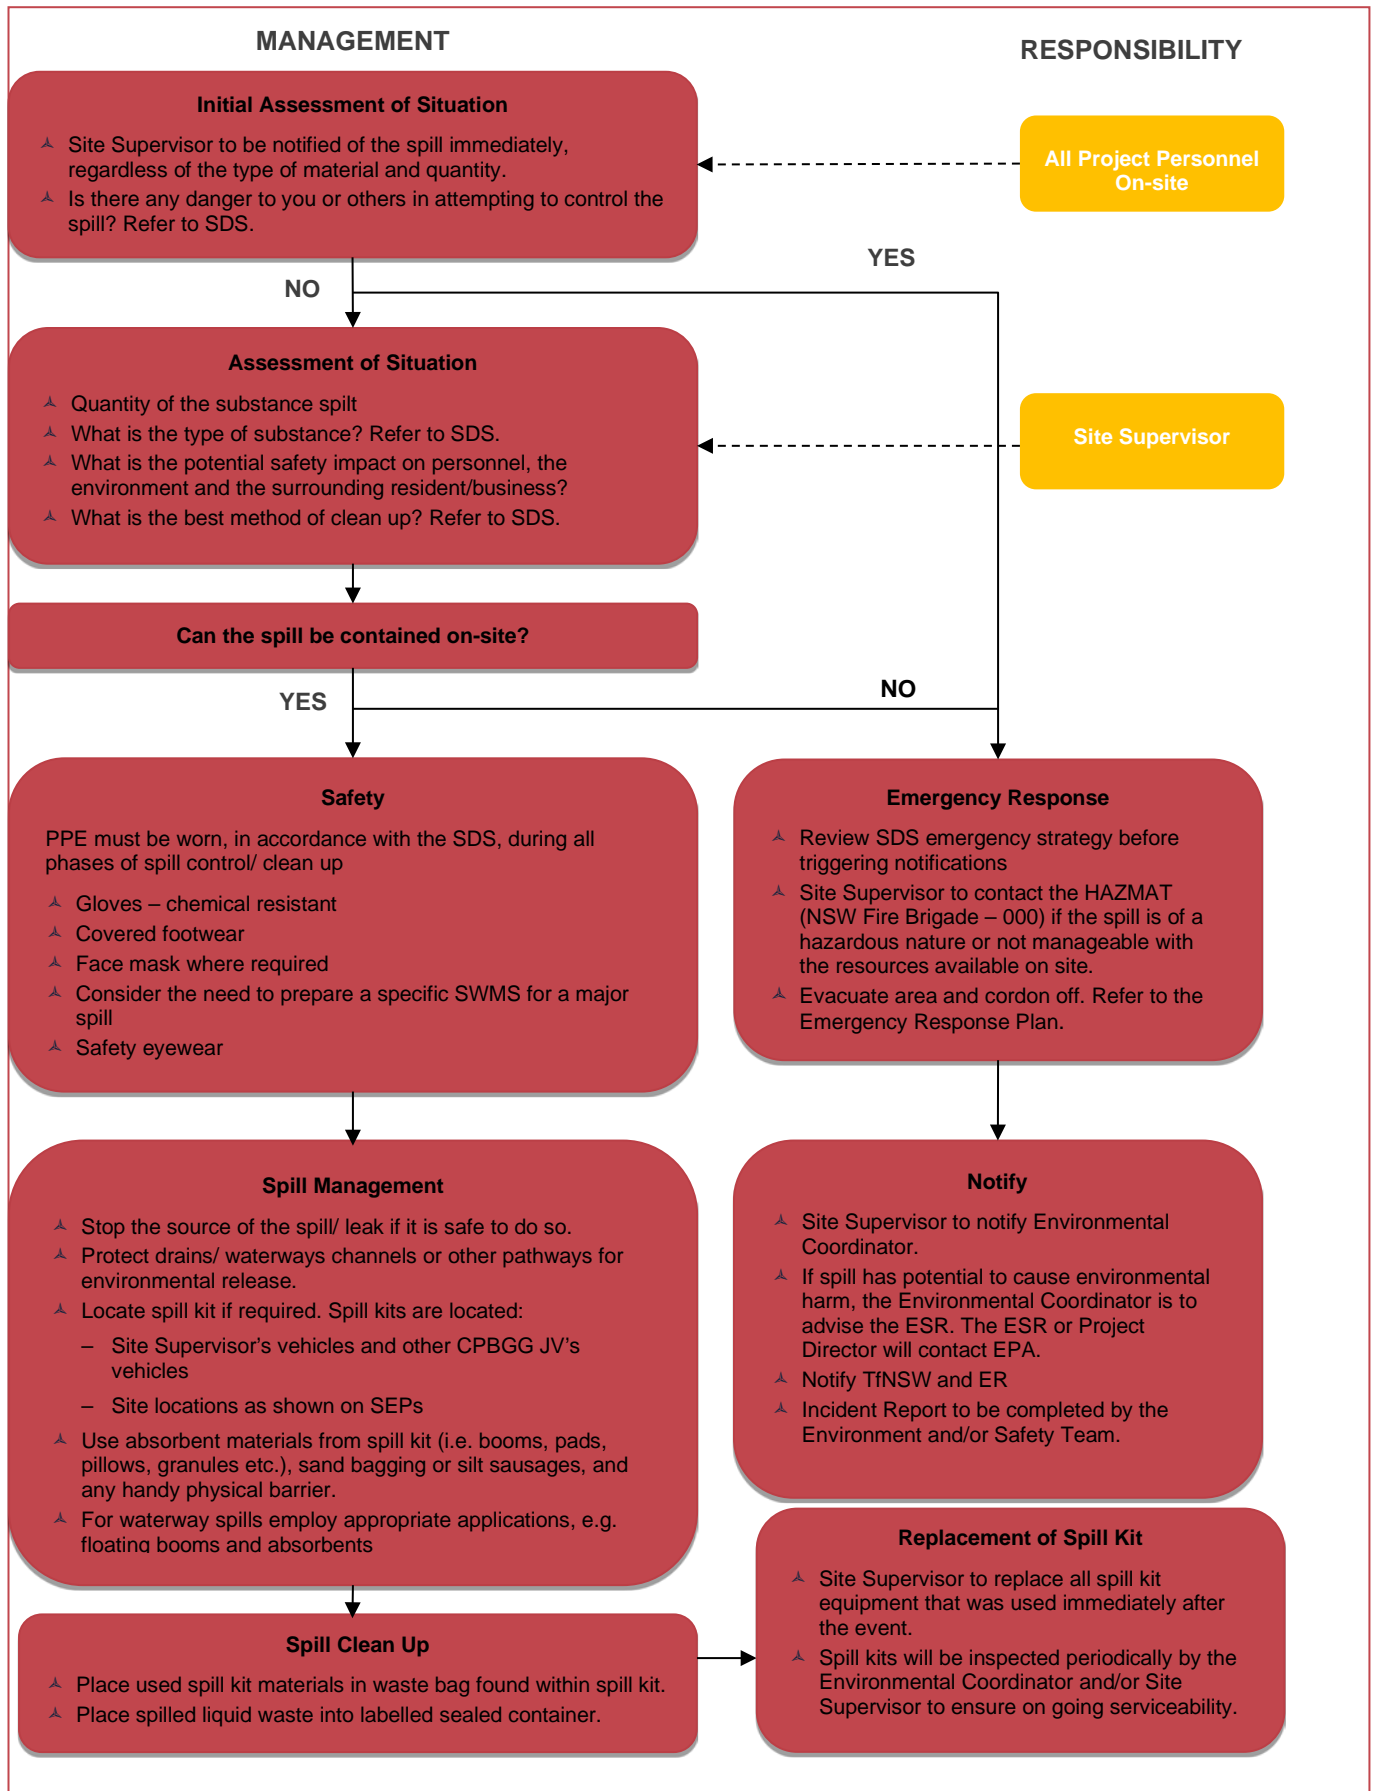 MANAGEMENT
RESPONSIBILITY
Initial Assessment of Situation
Site Supervisor to be notified of the spill immediately,
regardless of the type of material and quantity.
Is there any danger to you or others in attempting to control the
spill? Refer to SDS.
All Project Personnel
On-site
YES
NO
Assessment of Situation
Quantity of the substance spilt
What is the type of substance? Refer to SDS.
What is the potential safety impact on personnel, the
environment and the surrounding resident/business?
What is the best method of clean up? Refer to SDS.
Site Supervisor
Can the spill be contained on-site?
YES
NO
Safety
PPE must be worn, in accordance with the SDS, during all
phases of spill control/ clean up
Gloves – chemical resistant
Covered footwear
Face mask where required
Consider the need to prepare a specific SWMS for a major
spill
Safety eyewear
Emergency Response
Review SDS emergency strategy before
triggering notifications
Site Supervisor to contact the HAZMAT
(NSW Fire Brigade – 000) if the spill is of a
hazardous nature or not manageable with
the resources available on site.
Evacuate area and cordon off. Refer to the
Emergency Response Plan.
Spill Management
Stop the source of the spill/ leak if it is safe to do so.
Protect drains/ waterways channels or other pathways for
environmental release.
Locate spill kit if required. Spill kits are located:
– Site Supervisor's vehicles and other CPBGG JV's
vehicles
– Site locations as shown on SEPs
Use absorbent materials from spill kit (i.e. booms, pads,
pillows, granules etc.), sand bagging or silt sausages, and
any handy physical barrier.
For waterway spills employ appropriate applications, e.g.
floating booms and absorbents
Notify
Site Supervisor to notify Environmental
Coordinator.
If spill has potential to cause environmental
harm, the Environmental Coordinator is to
advise the ESR. The ESR or Project
Director will contact EPA.
Notify TfNSW and ER
Incident Report to be completed by the
Environment and/or Safety Team.
Spill Clean Up
Place used spill kit materials in waste bag found within spill kit.
Place spilled liquid waste into labelled sealed container.
Replacement of Spill Kit
Site Supervisor to replace all spill kit
equipment that was used immediately after
the event.
Spill kits will be inspected periodically by the
Environmental Coordinator and/or Site
Supervisor to ensure on going serviceability.